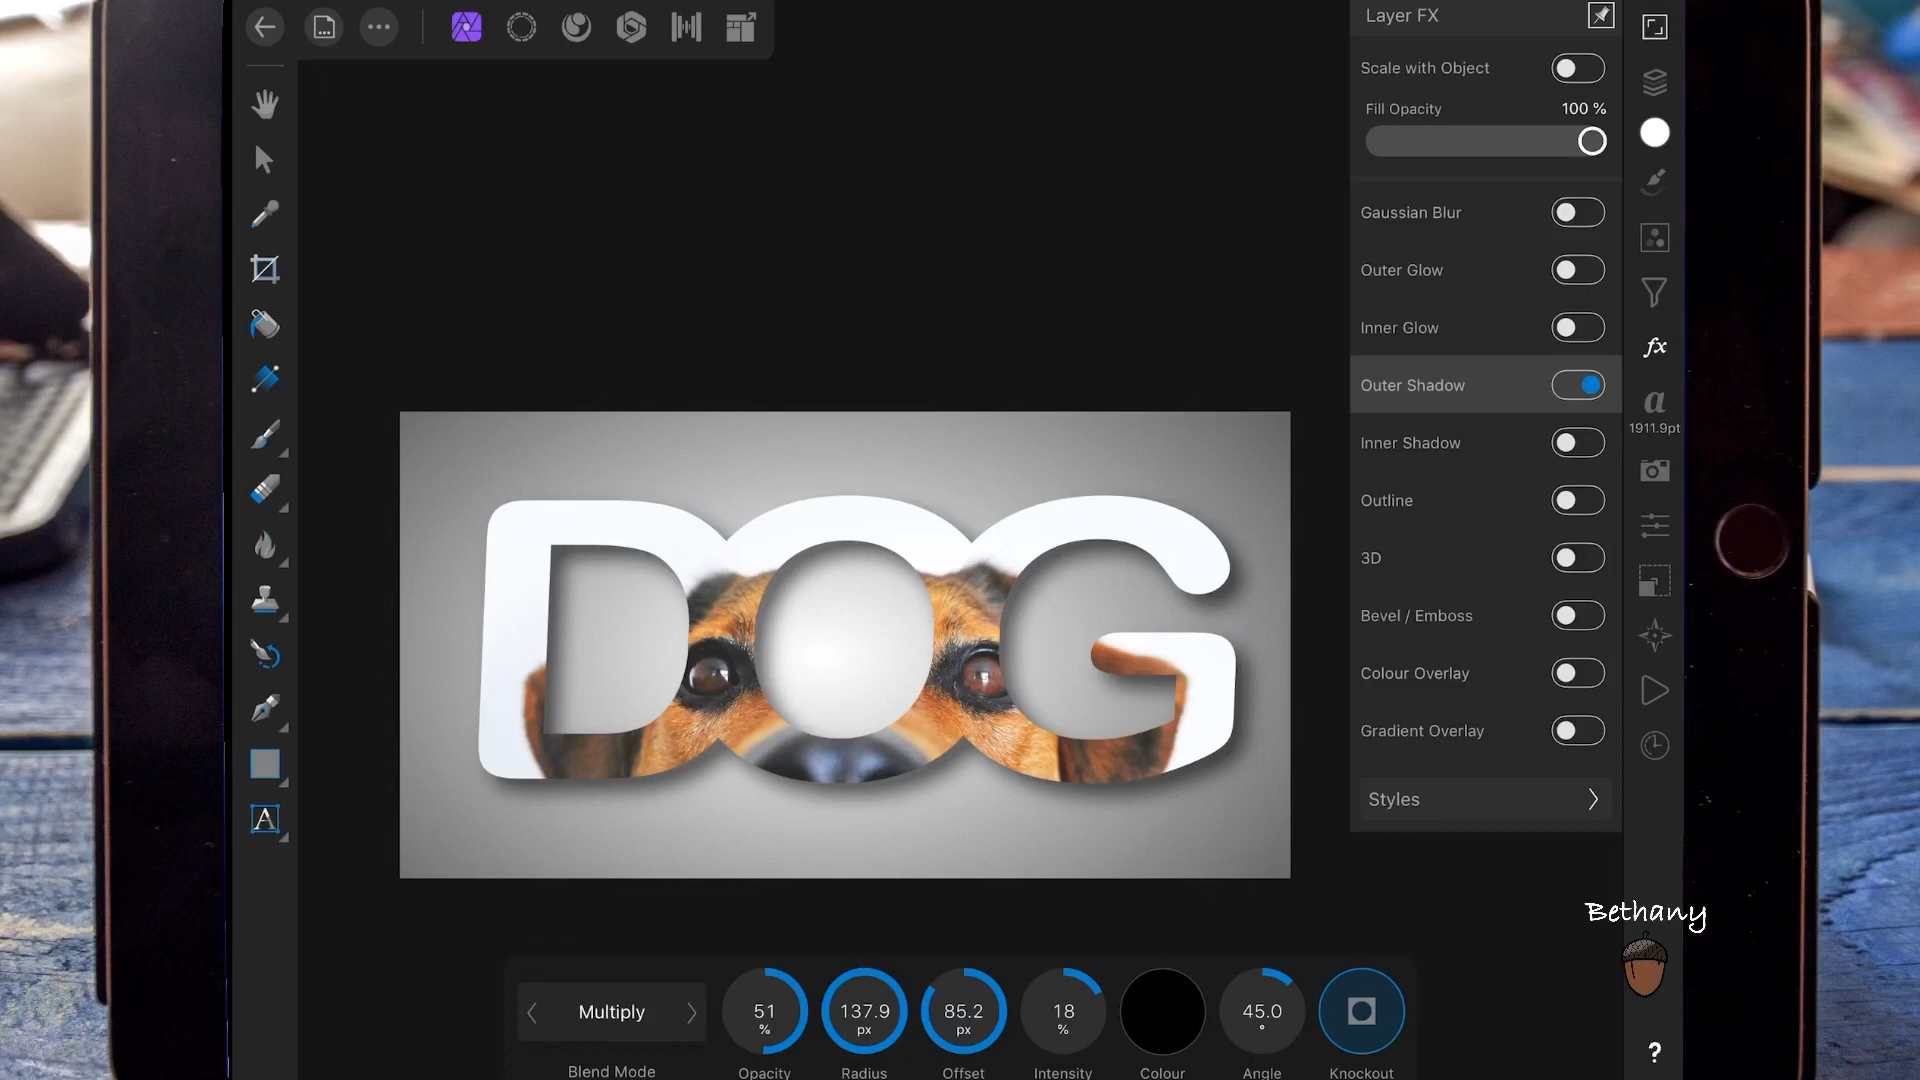 Layer FX
Scale with Object
Fill Opacity 100 %
Gaussian Blur
Outer Glow
Inner Glow
fx
Outer Shadow
a
1911.9pt
Inner Shadow
Outline
3D
Bevel / Emboss
Colour Overlay
Gradient Overlay
Styles
A
DOG
Bethany
Multiply
51 %
137.9 px
85.2 px
18 %
45.0 °
?
Blend Mode
Opacity
Radius
Offset
Intensity
Colour
Angle
Knockout